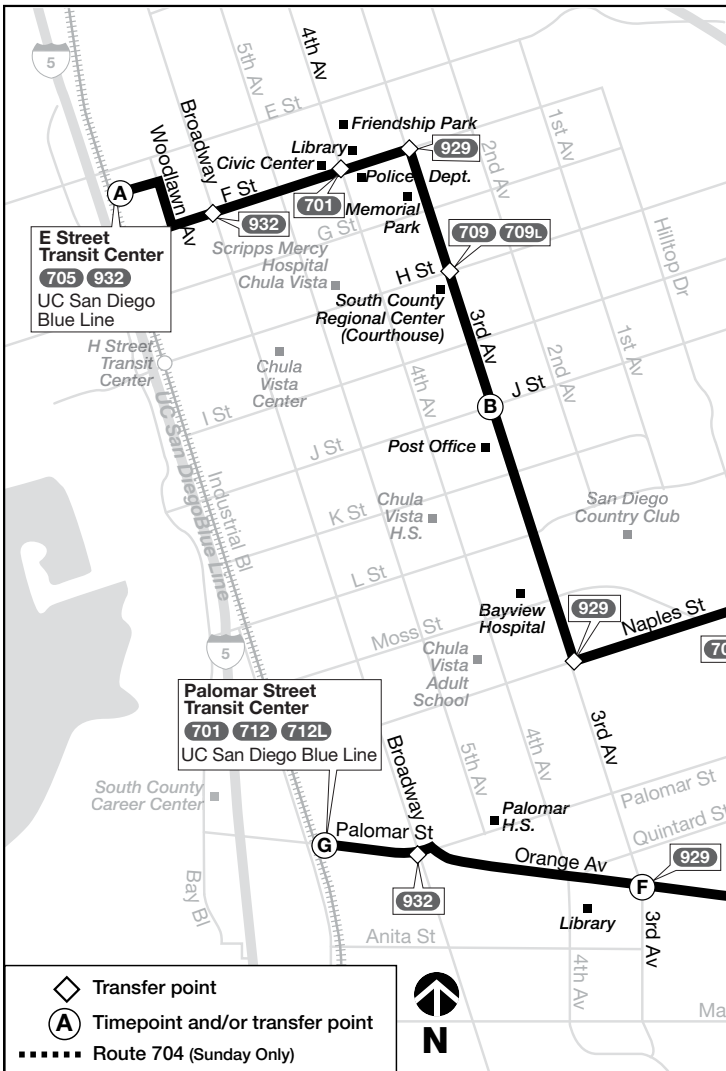 5
5th Av
4th Av
E St
Broadway
Woodlawn Av
F St
Friendship Park
Library
Civic Center
929
Police Dept.
701
Memorial
Park
932
2nd Av
1st Av
Hilltop Dr
A
E Street
Transit Center
705 932
UC San Diego
Blue Line
Scripps Mercy
Hospital
Chula Vista
G St
709 709L
H St
South County
Regional Center
(Courthouse)
3rd Av
H Street
Transit
Center
Chula
Vista
Center
4th Av
2nd Av
1st Av
I St
B
J St
J St
Post Office
UC San Diego Blue Line
Industrial Bl
K St
Chula
Vista
H.S.
San Diego
Country Club
L St
Bayview
Hospital
929
Naples St
Moss St
5
Chula
Vista
Adult
School
Palomar Street
Transit Center
701 712 712L
UC San Diego Blue Line
Broadway
5th Av
4th Av
3rd Av
South County
Career Center
Palomar
H.S.
Palomar St
Quintard St
G
Palomar St
Orange Av
929
F
932
Library
Bay Bl
Anita St
4th Av
3rd Av
Transfer point
A Timepoint and/or transfer point
Route 704 (Sunday Only)
N